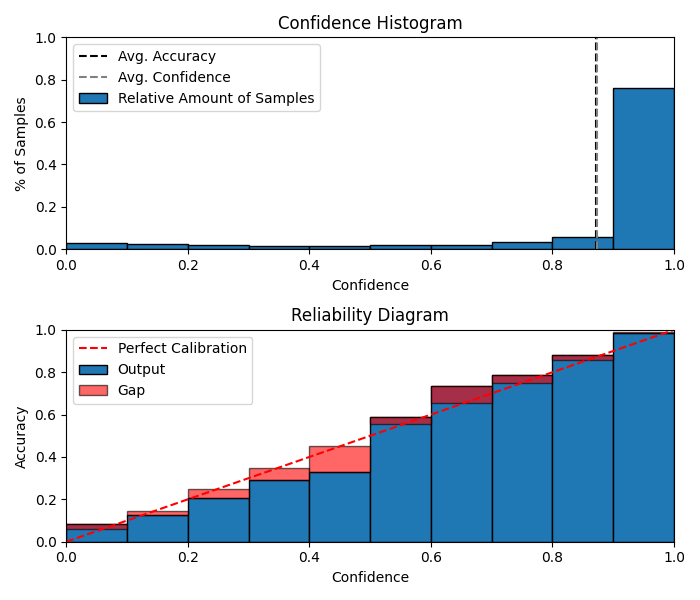 Confidence Histogram
1.0
0.8
0.6
0.4
0.2
0.0
% of Samples
Avg. Accuracy
Avg. Confidence
Relative Amount of Samples
0.0 0.2 0.4 0.6 0.8 1.0
Confidence
Reliability Diagram
1.0
0.8
0.6
0.4
0.2
0.0
Accuracy
Perfect Calibration
Output
Gap
0.0 0.2 0.4 0.6 0.8 1.0
Confidence